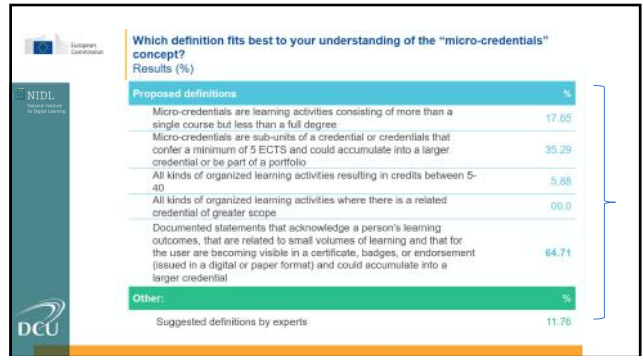 European
Commission
Which definition fits best to your understanding of the “micro-credentials”
concept?
Results (%)
NIDL
National Institute
for Digital Learning
Proposed definitions %
Micro-credentials are learning activities consisting of more than a
single course but less than a full degree 17.65
Micro-credentials are sub-units of a credential or credentials that
confer a minimum of 5 ECTS and could accumulate into a larger
credential or be part of a portfolio 35.29
All kinds of organized learning activities resulting in credits between 5-
40 5.88
All kinds of organized learning activities where there is a related
credential of greater scope 00.0
Documented statements that acknowledge a person's learning
outcomes, that are related to small volumes of learning and that for
the user are becoming visible in a certificate, badges, or endorsement
(issued in a digital or paper format) and could accumulate into a
larger credential 64.71
Other: %
Suggested definitions by experts 11.76
DCU